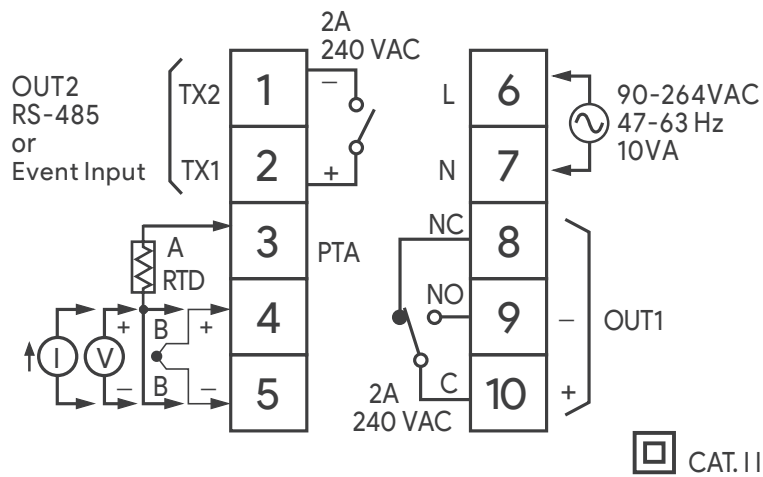 2A
240 VAC
OUT2
RS-485
or
Event Input
TX2
TX1
1
−
2
+
3
PTA
A
RTD
4
B
+
+
I
V
5
B
−
−
L
6
90-264VAC
47-63 Hz
10VA
N
7
NC
8
NO
9
−
OUT1
C
10
+
2A
240 VAC
CAT. II